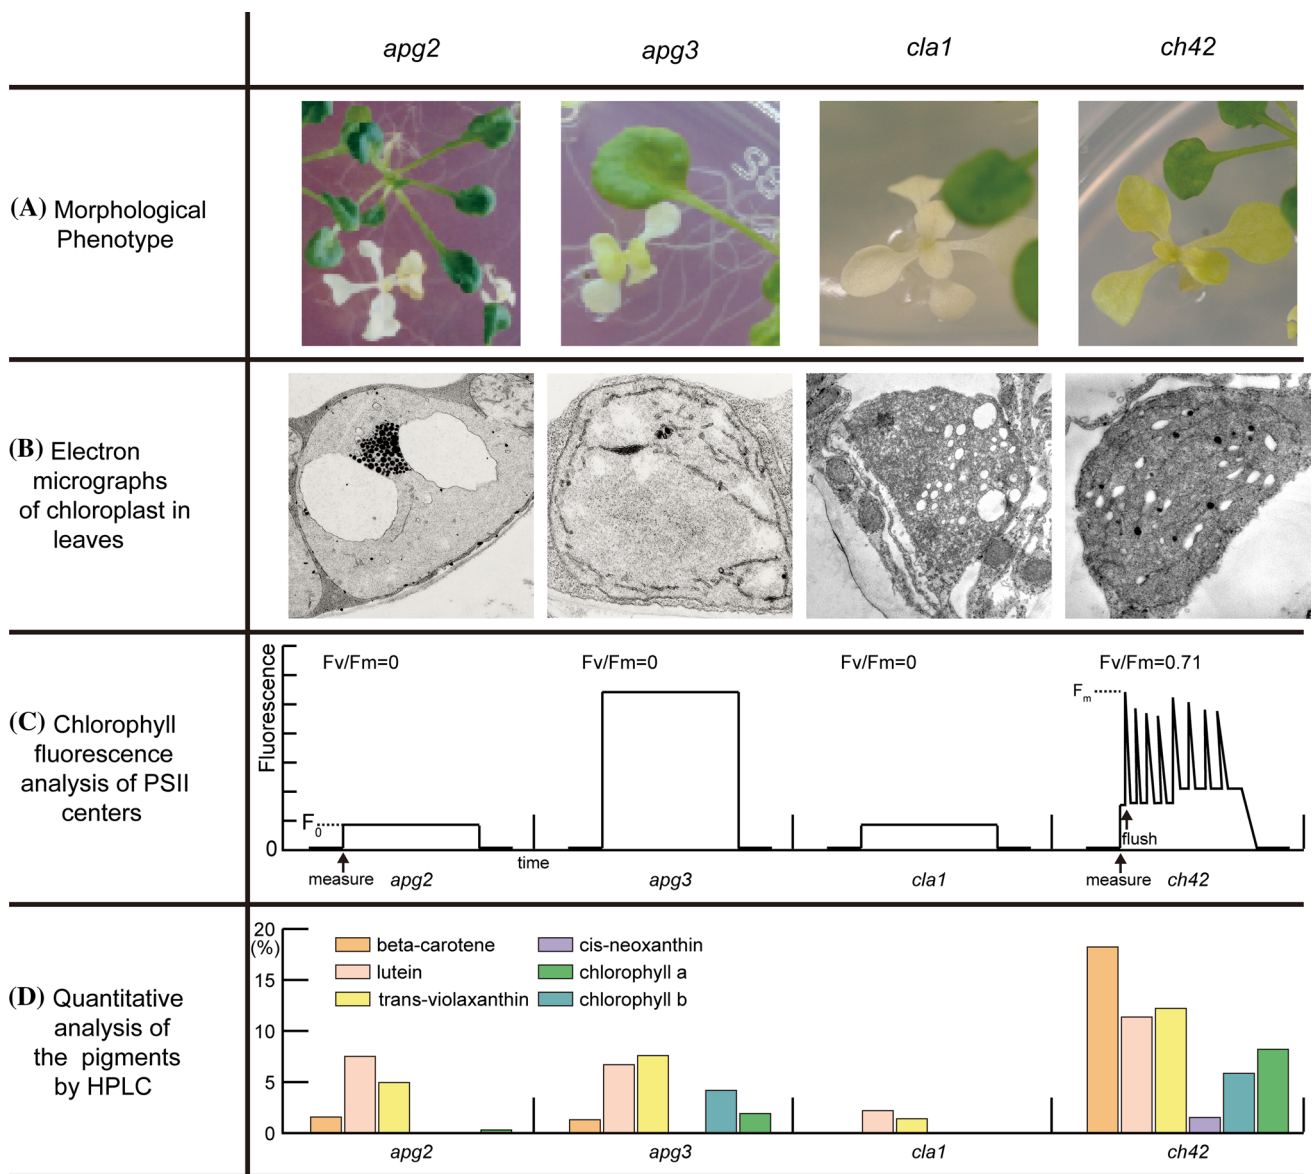 apg2 apg3 cla1 ch42
(A) Morphological
Phenotype
(B) Electron
micrographs
of chloroplast in
leaves
(C) Chlorophyll
fluorescence
analysis of PSII
centers
Fluorescence
Fv/Fm=0 Fv/Fm=0 Fv/Fm=0 Fv/Fm=0.71
Fm
F0
0
flush
time
measure apg2 apg3 cla1 measure ch42
(D) Quantitative
analysis of
the pigments
by HPLC
20
(%)
15
10
5
0
beta-carotene
lutein
trans-violaxanthin
cis-neoxanthin
chlorophyll a
chlorophyll b
apg2 apg3 cla1 ch42